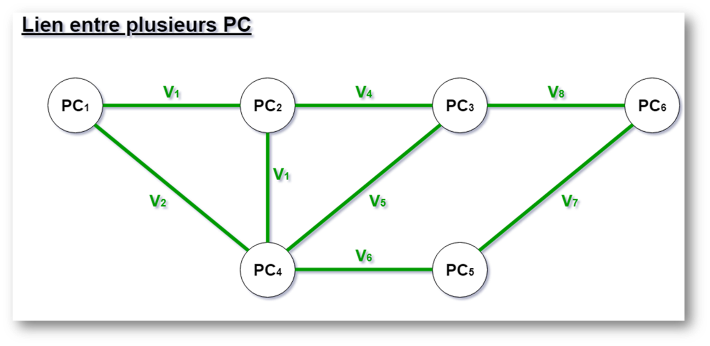 Lien entre plusieurs PC
V1 V4 V8
PC1 PC2 PC3 PC6
V1
V2 V5 V7
V6
PC4 PC5